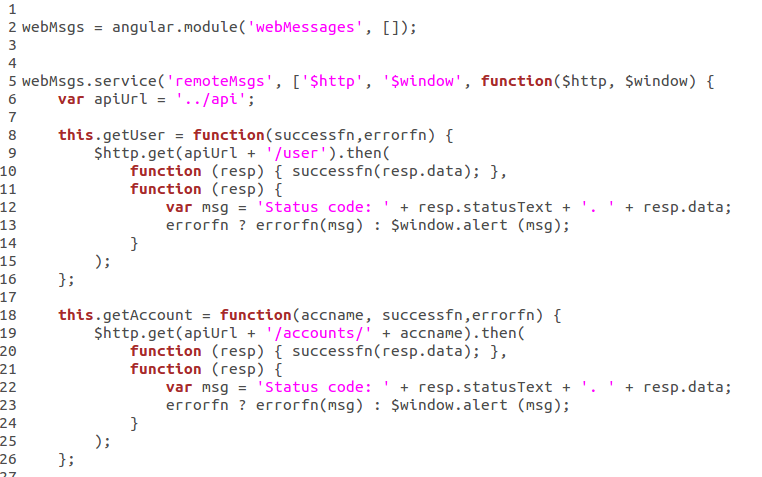 1
2 webMsgs = angular.module('webMessages', []);
3
4
5 webMsgs.service('remoteMsgs', ['$http', '$window', function($http, $window) {
6     var apiUrl = '../api';
7
8     this.getUser = function(successfn,errorfn) {
9         $http.get(apiUrl + '/user').then(
10             function (resp) { successfn(resp.data); },
11             function (resp) {
12                 var msg = 'Status code: ' + resp.statusText + '. ' + resp.data;
13                 errorfn ? errorfn(msg) : $window.alert (msg);
14             }
15         );
16     };
17
18     this.getAccount = function(accname, successfn,errorfn) {
19         $http.get(apiUrl + '/accounts/' + accname).then(
20             function (resp) { successfn(resp.data); },
21             function (resp) {
22                 var msg = 'Status code: ' + resp.statusText + '. ' + resp.data;
23                 errorfn ? errorfn(msg) : $window.alert (msg);
24             }
25         );
26     };
27